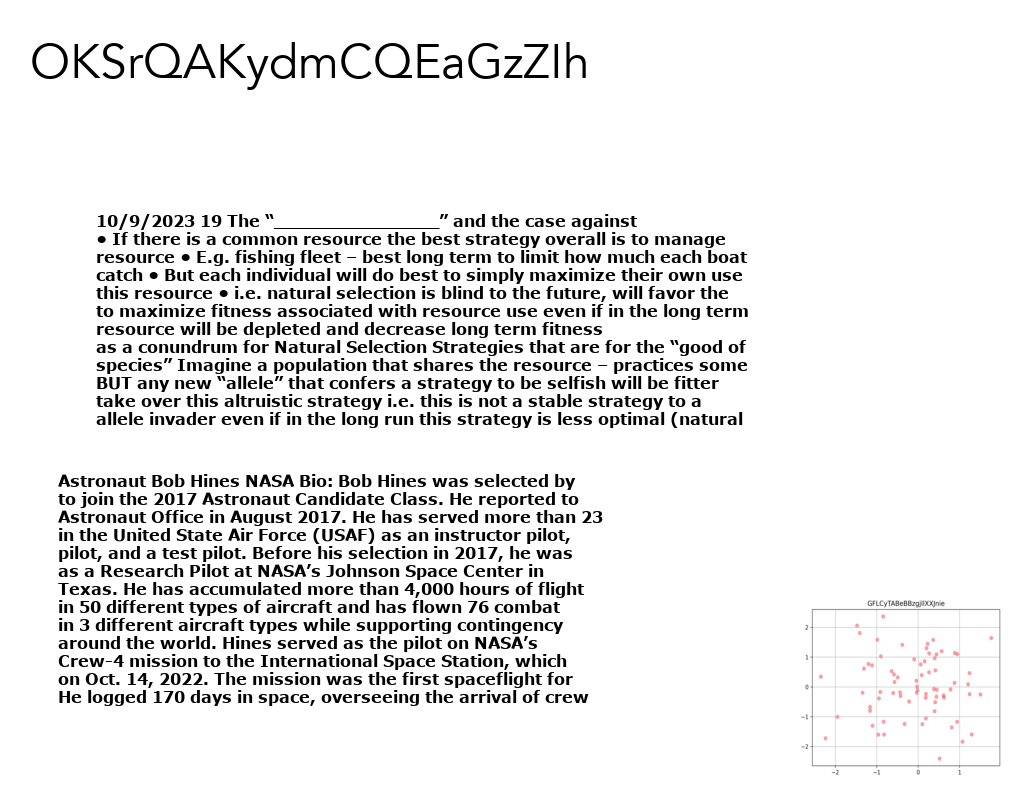 OKSrQAKydmCQEaGzZIh
10/9/2023 19 The “__________________” and the case against
● If there is a common resource the best strategy overall is to manage
resource ● E.g. fishing fleet – best long term to limit how much each boat
catch ● But each individual will do best to simply maximize their own use
this resource ● i.e. natural selection is blind to the future, will favor the
to maximize fitness associated with resource use even if in the long term
resource will be depleted and decrease long term fitness
as a conundrum for Natural Selection Strategies that are for the “good of
species” Imagine a population that shares the resource – practices some
BUT any new “allele” that confers a strategy to be selfish will be fitter
take over this altruistic strategy i.e. this is not a stable strategy to a
allele invader even if in the long run this strategy is less optimal (natural
Astronaut Bob Hines NASA Bio: Bob Hines was selected by
to join the 2017 Astronaut Candidate Class. He reported to
Astronaut Office in August 2017. He has served more than 23
in the United State Air Force (USAF) as an instructor pilot,
pilot, and a test pilot. Before his selection in 2017, he was
as a Research Pilot at NASA’s Johnson Space Center in
Texas. He has accumulated more than 4,000 hours of flight
in 50 different types of aircraft and has flown 76 combat
in 3 different aircraft types while supporting contingency
around the world. Hines served as the pilot on NASA’s
Crew-4 mission to the International Space Station, which
on Oct. 14, 2022. The mission was the first spaceflight for
He logged 170 days in space, overseeing the arrival of crew
2
1
0
−1
−2
−2 −1 0 1